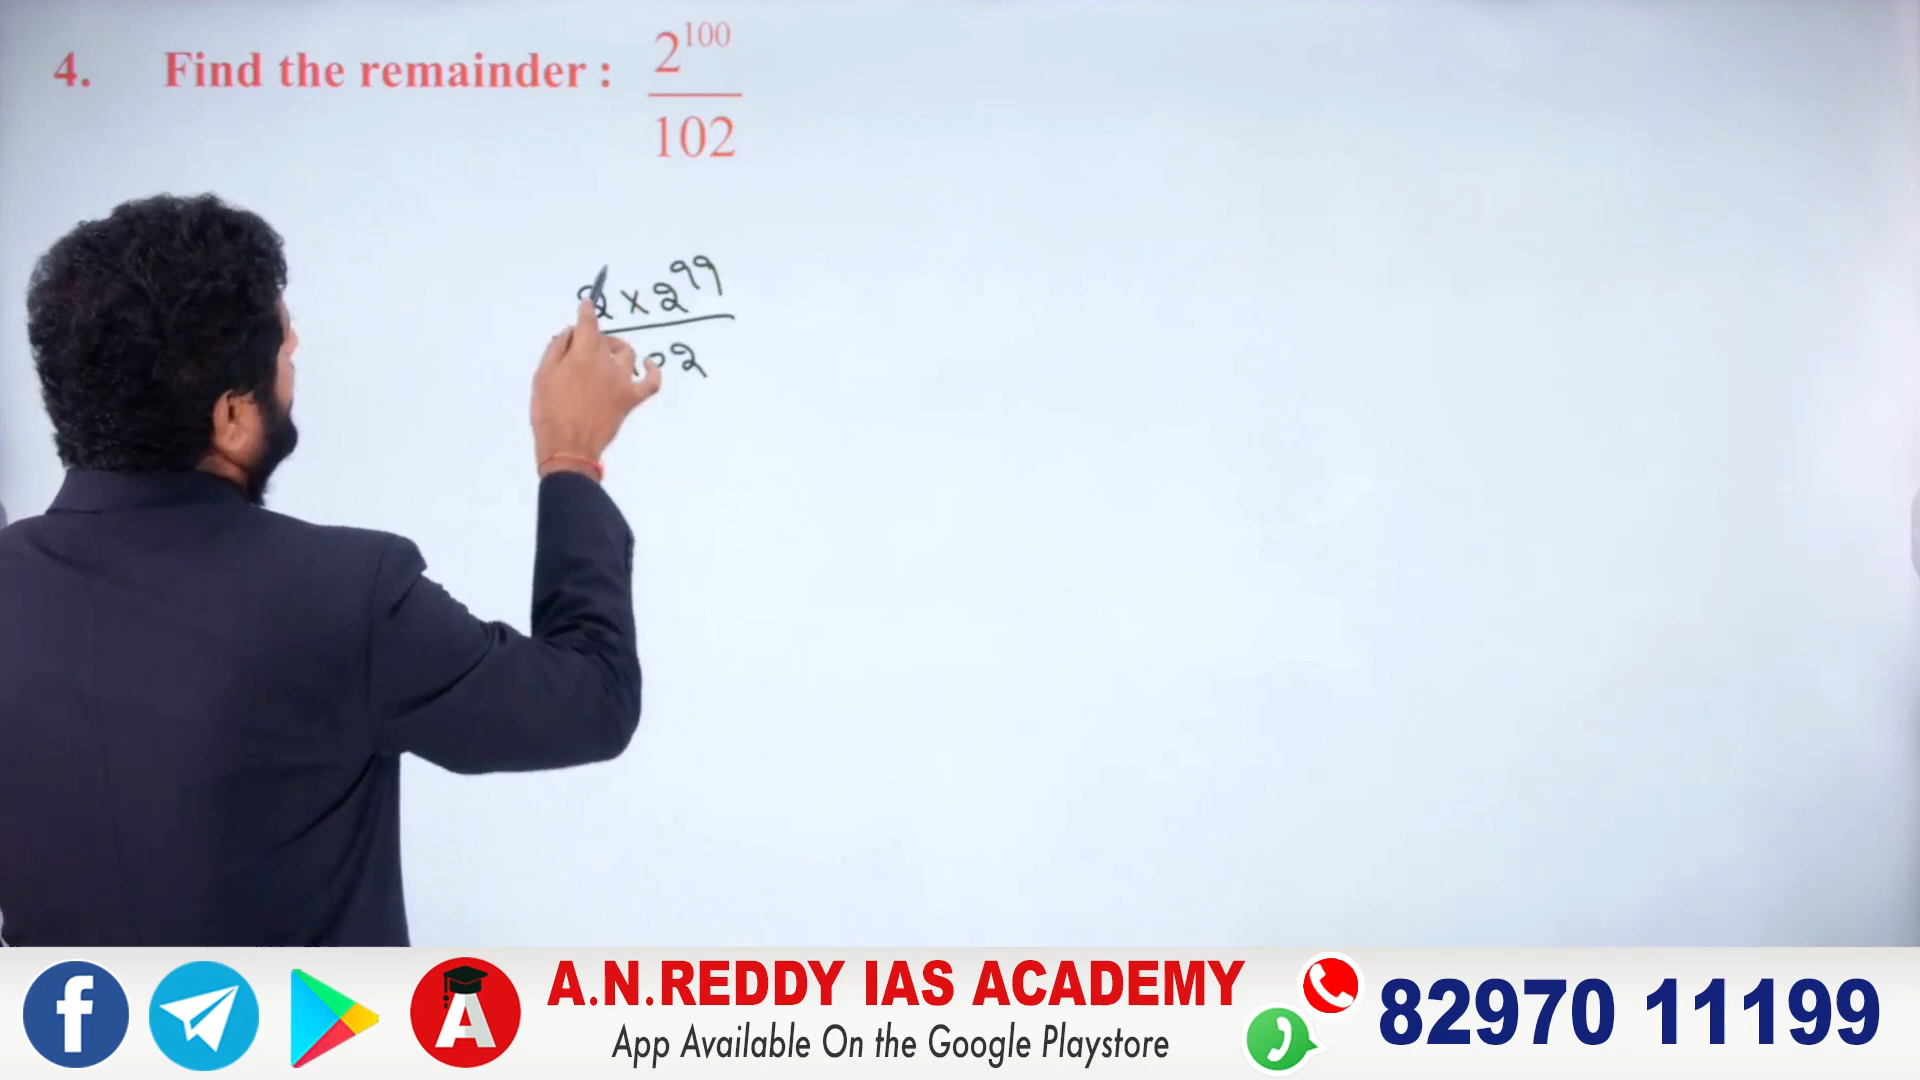 4. Find the remainder : 2^100
102
2 × 2^99
102
A.N.REDDY IAS ACADEMY
App Available On the Google Playstore
82970 11199